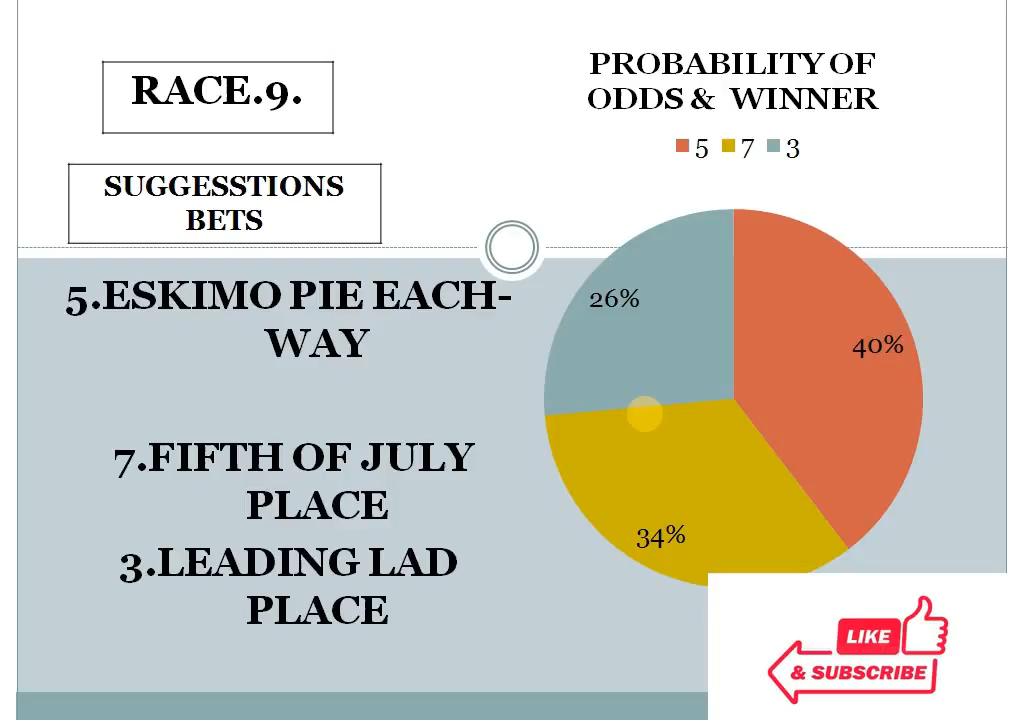 RACE.9.
SUGGESSTIONS
BETS
5.ESKIMO PIE EACH-
WAY
7.FIFTH OF JULY
PLACE
3.LEADING LAD
PLACE
PROBABILITY OF
ODDS & WINNER
5 7 3
26%
40%
34%
LIKE
& SUBSCRIBE